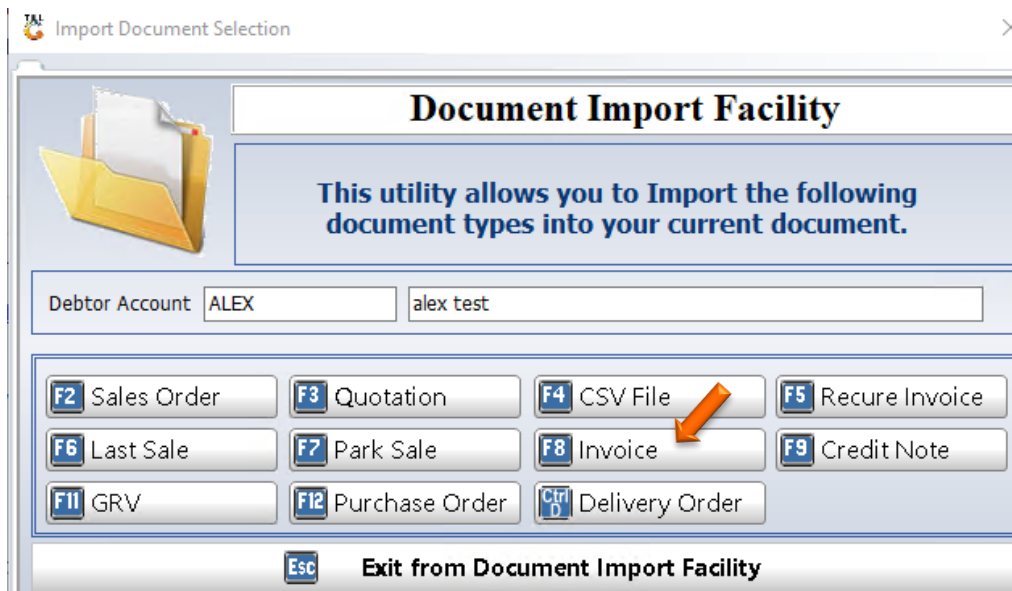 Import Document Selection
Document Import Facility
This utility allows you to Import the following
document types into your current document.
Debtor Account ALEX alex test
F2 Sales Order F3 Quotation F4 CSV File F5 Recure Invoice
F6 Last Sale F7 Park Sale F8 Invoice F9 Credit Note
F11 GRV F12 Purchase Order Ctrl D Delivery Order
Esc Exit from Document Import Facility